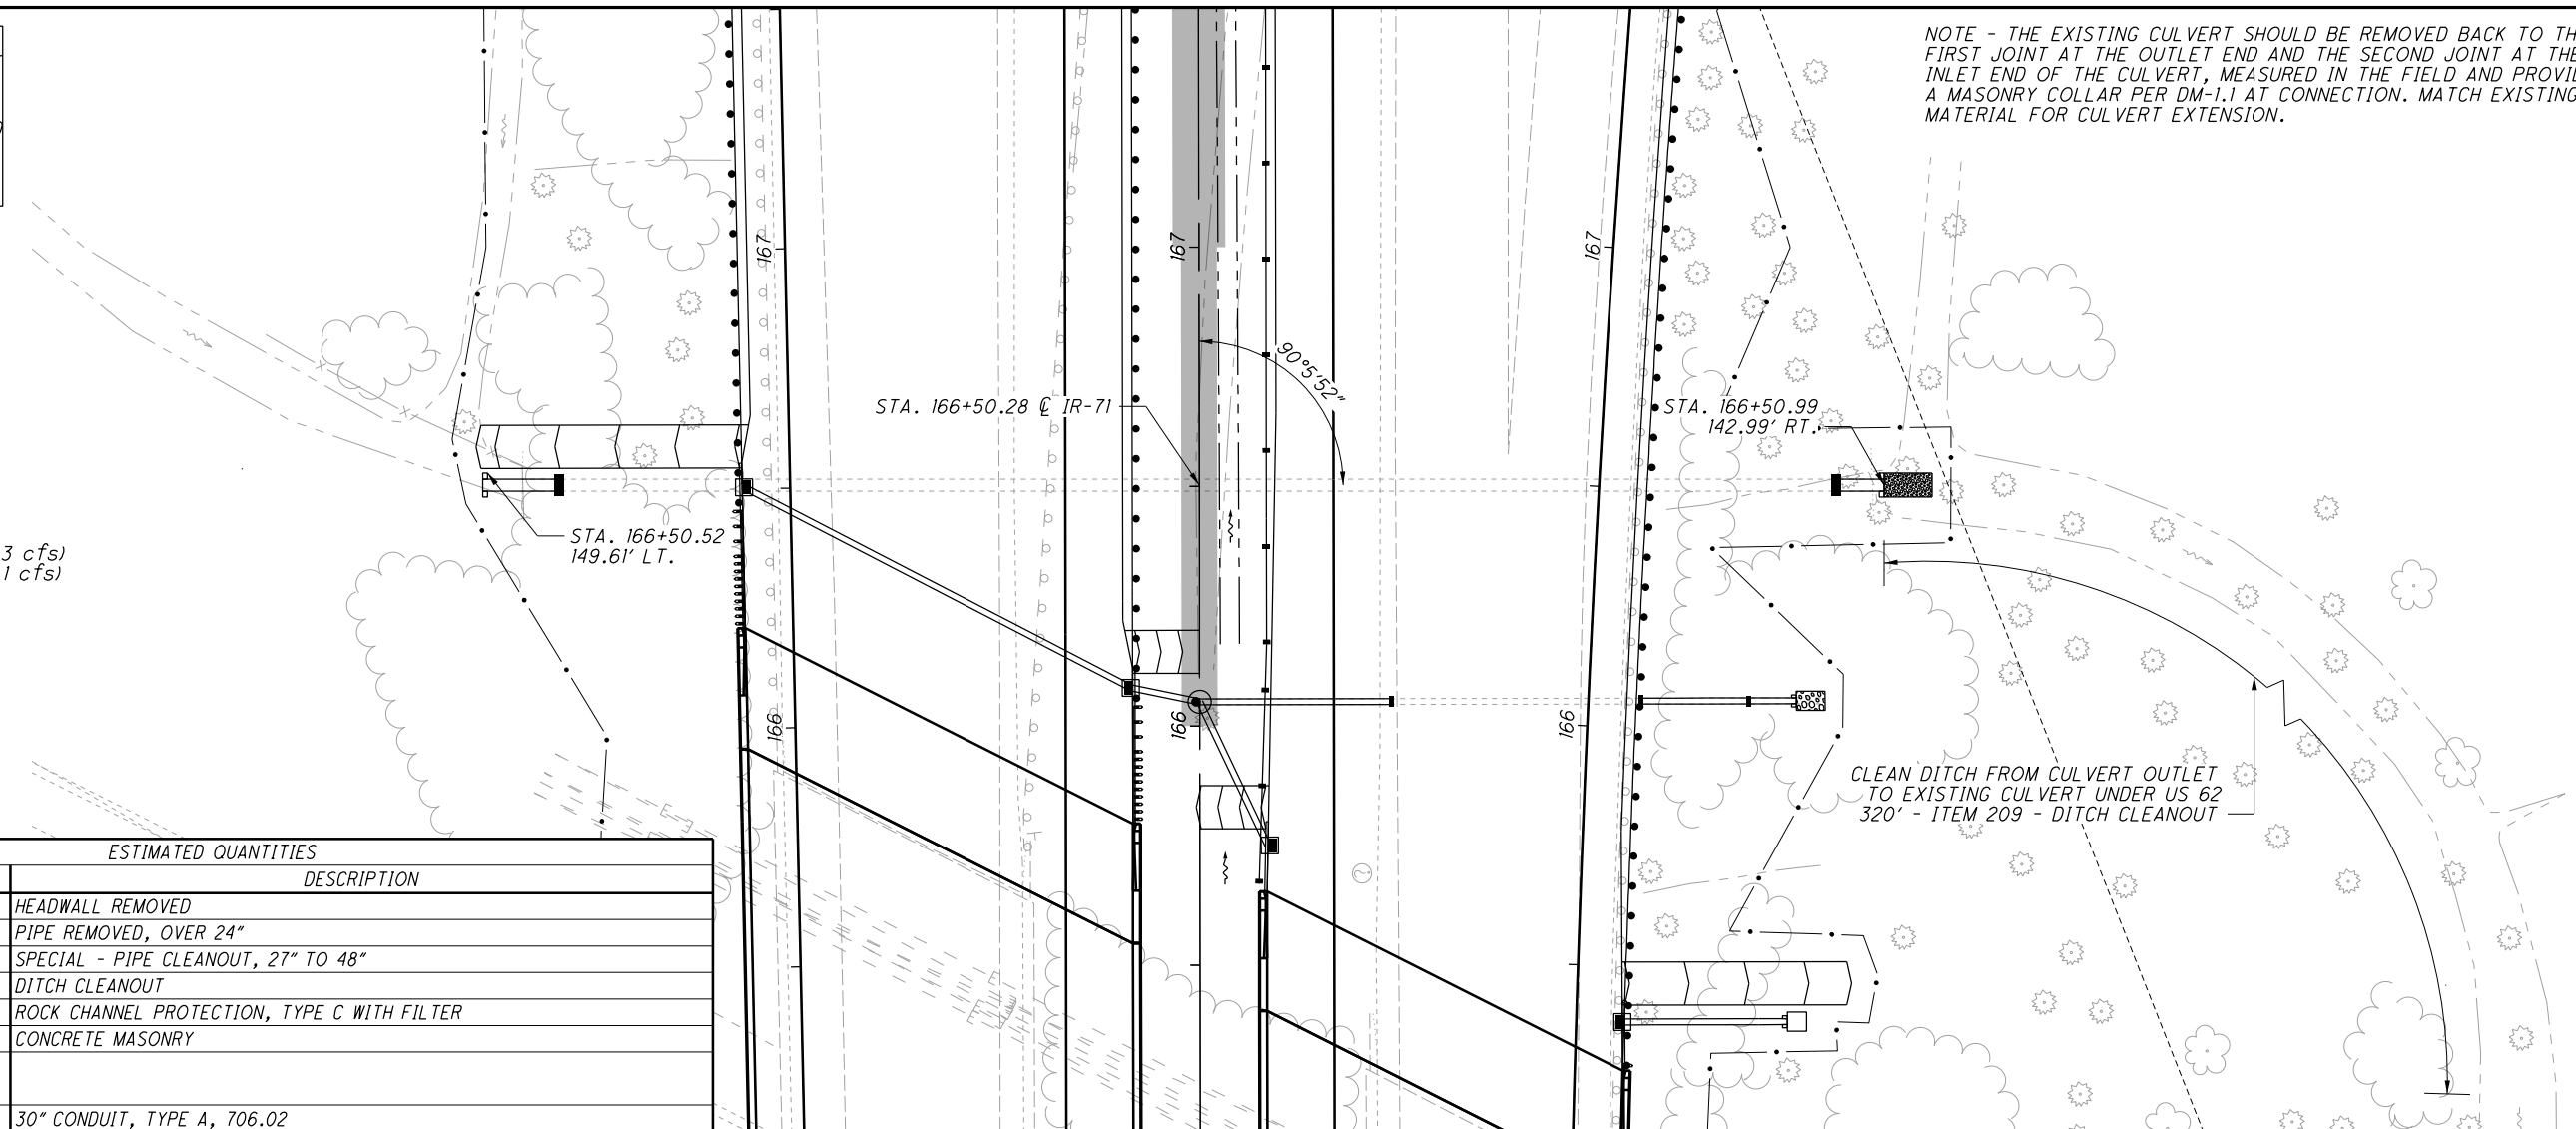 NOTE - THE EXISTING CULVERT SHOULD BE REMOVED BACK TO
FIRST JOINT AT THE OUTLET END AND THE SECOND JOINT AT THE
INLET END OF THE CULVERT, MEASURED IN THE FIELD AND
A MASONRY COLLAR PER DM-1.1 AT CONNECTION. MATCH EXISTING
MATERIAL FOR CULVERT EXTENSION.
167
167
167
90°5'52"
STA. 166+50.28 ℄ IR-71
STA. 166+50.99
142.99' RT.
STA. 166+50.52
149.61' LT.
3 cfs)
1 cfs)
166
166
166
CLEAN DITCH FROM CULVERT OUTLET
TO EXISTING CULVERT UNDER US 62
320' - ITEM 209 - DITCH CLEANOUT
ESTIMATED QUANTITIES
DESCRIPTION
HEADWALL REMOVED
PIPE REMOVED, OVER 24"
SPECIAL - PIPE CLEANOUT, 27" TO 48"
DITCH CLEANOUT
ROCK CHANNEL PROTECTION, TYPE C WITH FILTER
CONCRETE MASONRY
30" CONDUIT, TYPE A, 706.02